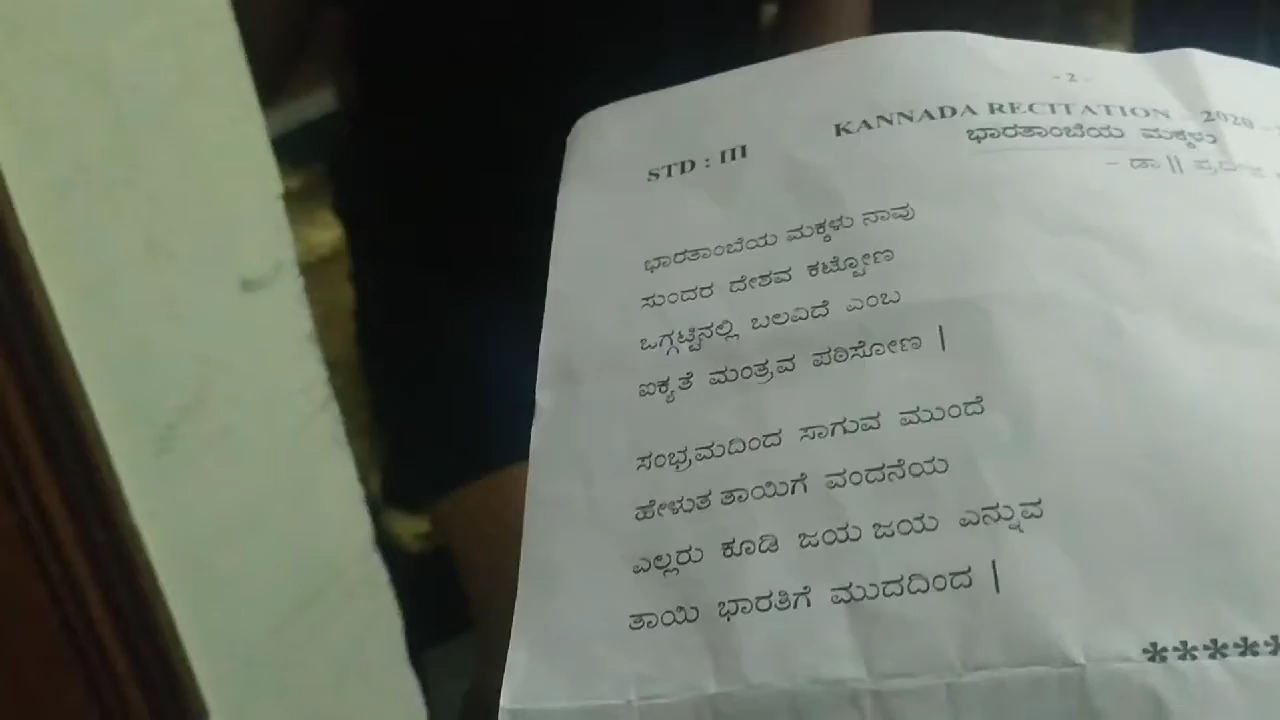 - 2 -
KANNADA RECITATION - 2020 -
STD : III
ಭಾರತಾಂಬೆಯ ಮಕ್ಕಳು
- ಡಾ ||
ಭಾರತಾಂಬೆಯ ಮಕ್ಕಳು ನಾವು
ಸುಂದರ ದೇಶವ ಕಟ್ಟೋಣ
ಒಗ್ಗಟ್ಟಿನಲ್ಲಿ ಬಲವಿದೆ ಎಂಬ
ಐಕ್ಯತೆ ಮಂತ್ರವ ಪಠಿಸೋಣ |
ಸಂಭ್ರಮದಿಂದ ಸಾಗುವ ಮುಂದೆ
ಹೇಳುತ ತಾಯಿಗೆ ವಂದನೆಯ
ಎಲ್ಲರು ಕೂಡಿ ಜಯ ಜಯ ಎನ್ನುವ
ತಾಯಿ ಭಾರತಿಗೆ ಮುದದಿಂದ |
*****